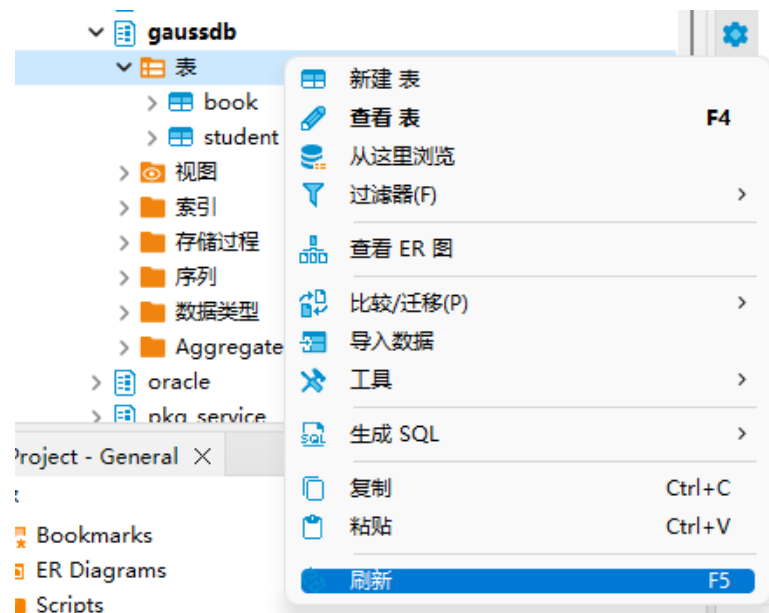 gaussdb
表
book
student
视图
索引
存储过程
序列
数据类型
Aggregate
oracle
pkg_service
新建 表
查看 表 F4
从这里浏览
过滤器(F)
查看 ER 图
比较/迁移(P)
导入数据
工具
生成 SQL
复制 Ctrl+C
粘贴 Ctrl+V
刷新 F5
Project - General
Bookmarks
ER Diagrams
Scripts